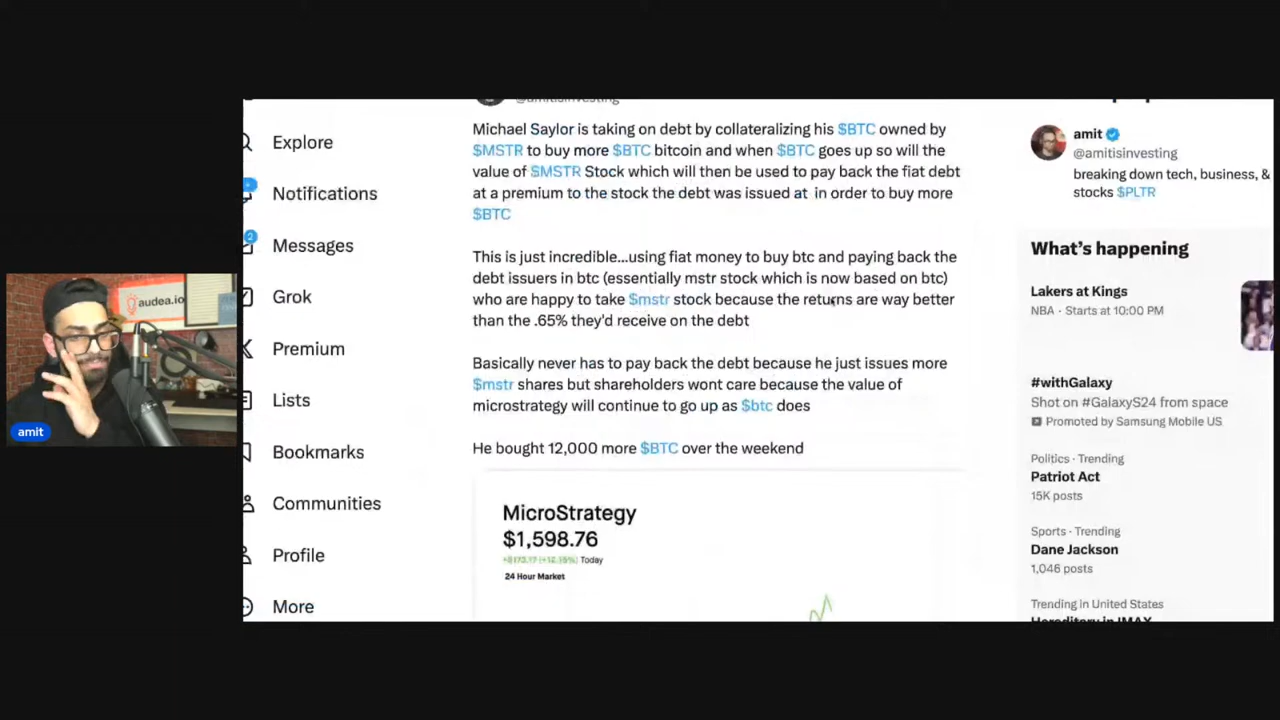 @amitisinvesting
Explore
Notifications
Messages
2
Grok
Premium
Lists
Bookmarks
Communities
Profile
More
audea.io
amit
Michael Saylor is taking on debt by collateralizing his $BTC owned by
$MSTR to buy more $BTC bitcoin and when $BTC goes up so will the
value of $MSTR Stock which will then be used to pay back the fiat debt
at a premium to the stock the debt was issued at in order to buy more
$BTC
This is just incredible...using fiat money to buy btc and paying back the
debt issuers in btc (essentially mstr stock which is now based on btc)
who are happy to take $mstr stock because the returns are way better
than the .65% they'd receive on the debt
Basically never has to pay back the debt because he just issues more
$mstr shares but shareholders wont care because the value of
microstrategy will continue to go up as $btc does
He bought 12,000 more $BTC over the weekend
MicroStrategy
$1,598.76
Today
24 Hour Market
amit
@amitisinvesting
breaking down tech, business, &
stocks $PLTR
What's happening
Lakers at Kings
NBA · Starts at 10:00 PM
#withGalaxy
Shot on #GalaxyS24 from space
Promoted by Samsung Mobile US
Politics · Trending
Patriot Act
15K posts
Sports · Trending
Dane Jackson
1,046 posts
Trending in United States
Hereditary in IMAX